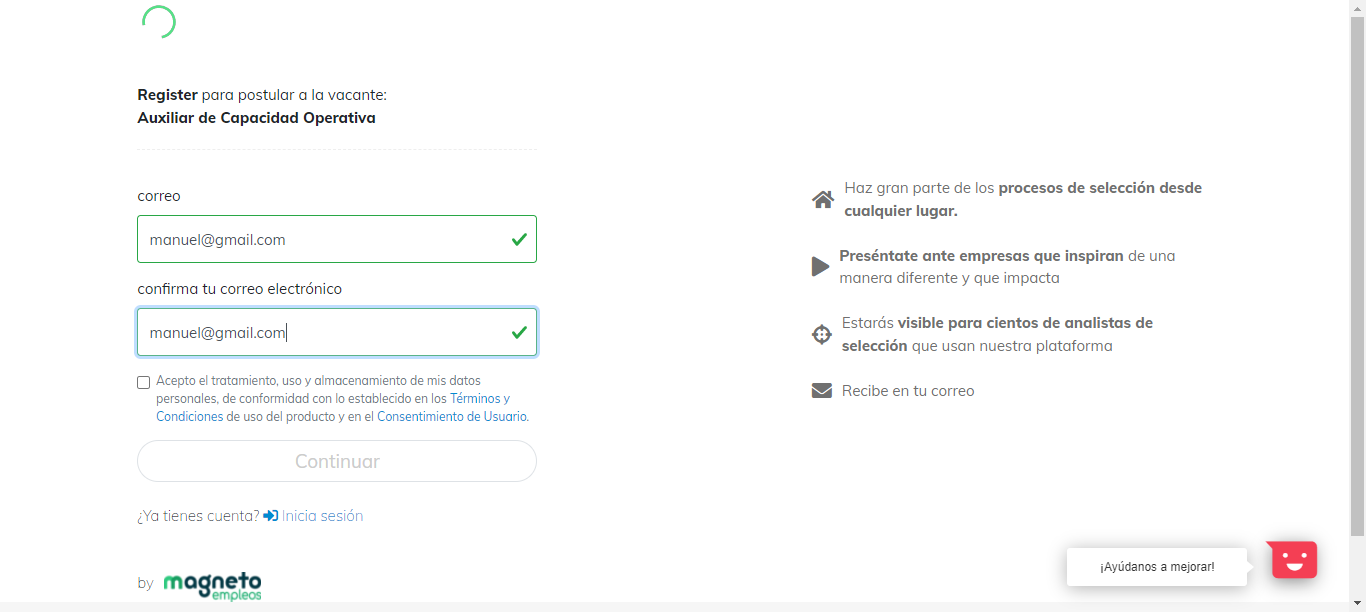 Register para postular a la vacante:
Auxiliar de Capacidad Operativa
correo
manuel@gmail.com
confirma tu correo electrónico
manuel@gmail.com
Acepto el tratamiento, uso y almacenamiento de mis datos
personales, de conformidad con lo establecido en los Términos y
Condiciones de uso del producto y en el Consentimiento de Usuario.
Continuar
¿Ya tienes cuenta? Inicia sesión
by magneto
empleos
Haz gran parte de los procesos de selección desde
cualquier lugar.
Preséntate ante empresas que inspiran de una
manera diferente y que impacta
Estarás visible para cientos de analistas de
selección que usan nuestra plataforma
Recibe en tu correo
¡Ayúdanos a mejorar!